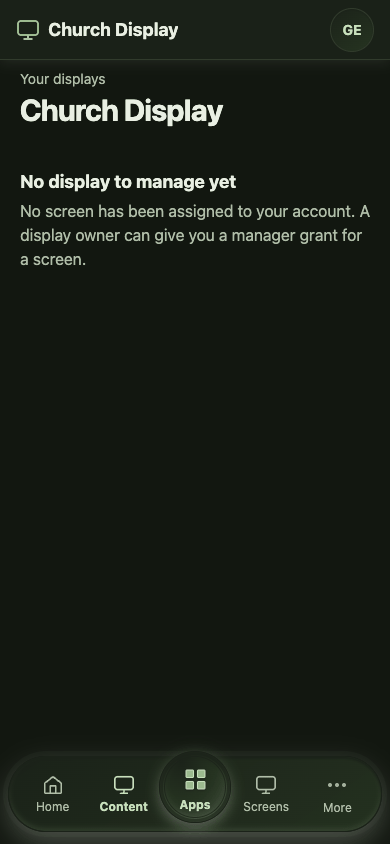 Church Display
GE
Your displays
Church Display
No display to manage yet
No screen has been assigned to your account. A
display owner can give you a manager grant for
a screen.
Home
Content
Apps
Screens
More